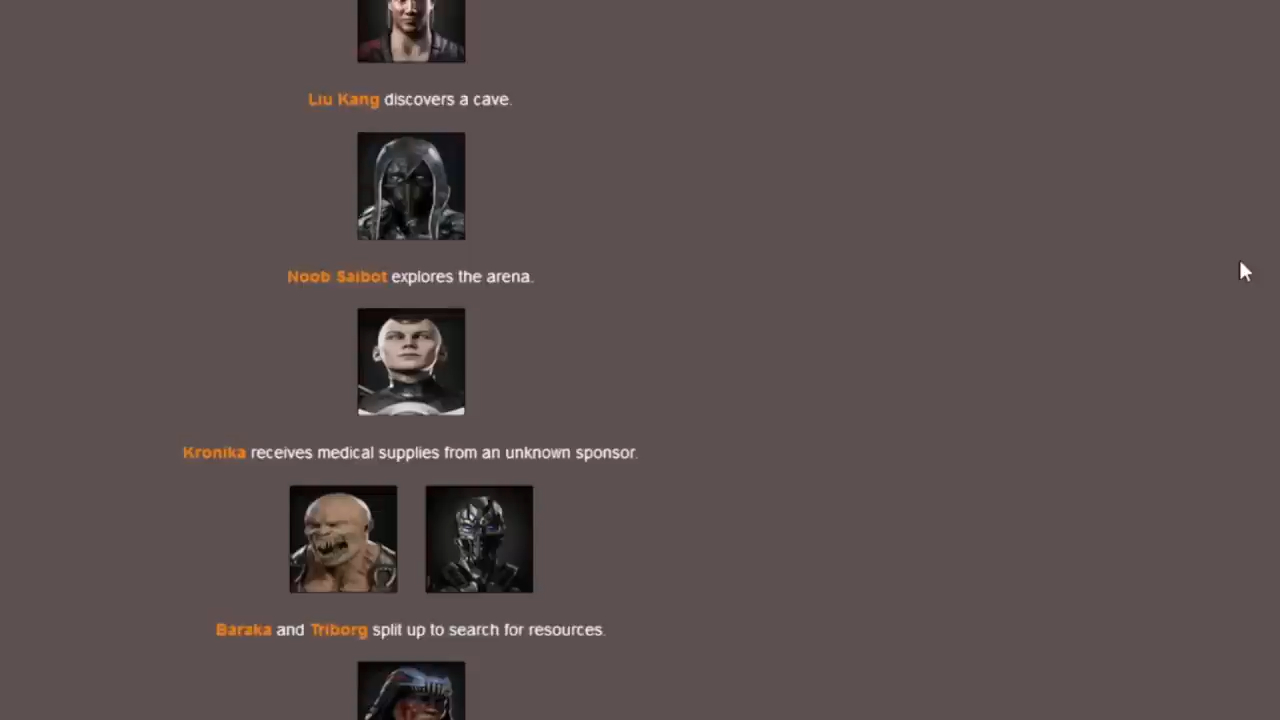 Liu Kang discovers a cave.
Noob Saibot explores the arena.
Kronika receives medical supplies from an unknown sponsor.
Baraka and Triborg split up to search for resources.